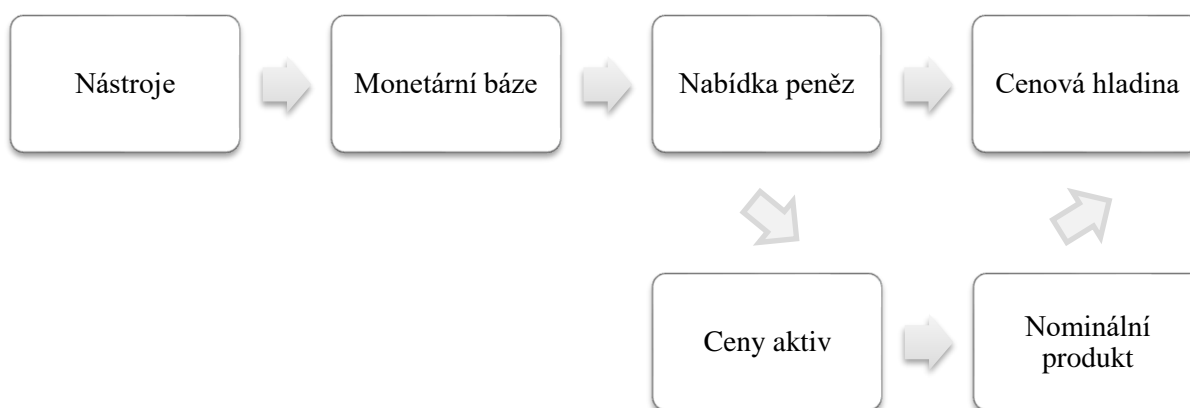 Nástroje
Monetární báze
Nabídka peněz
Cenová hladina
Ceny aktiv
Nominální
produkt